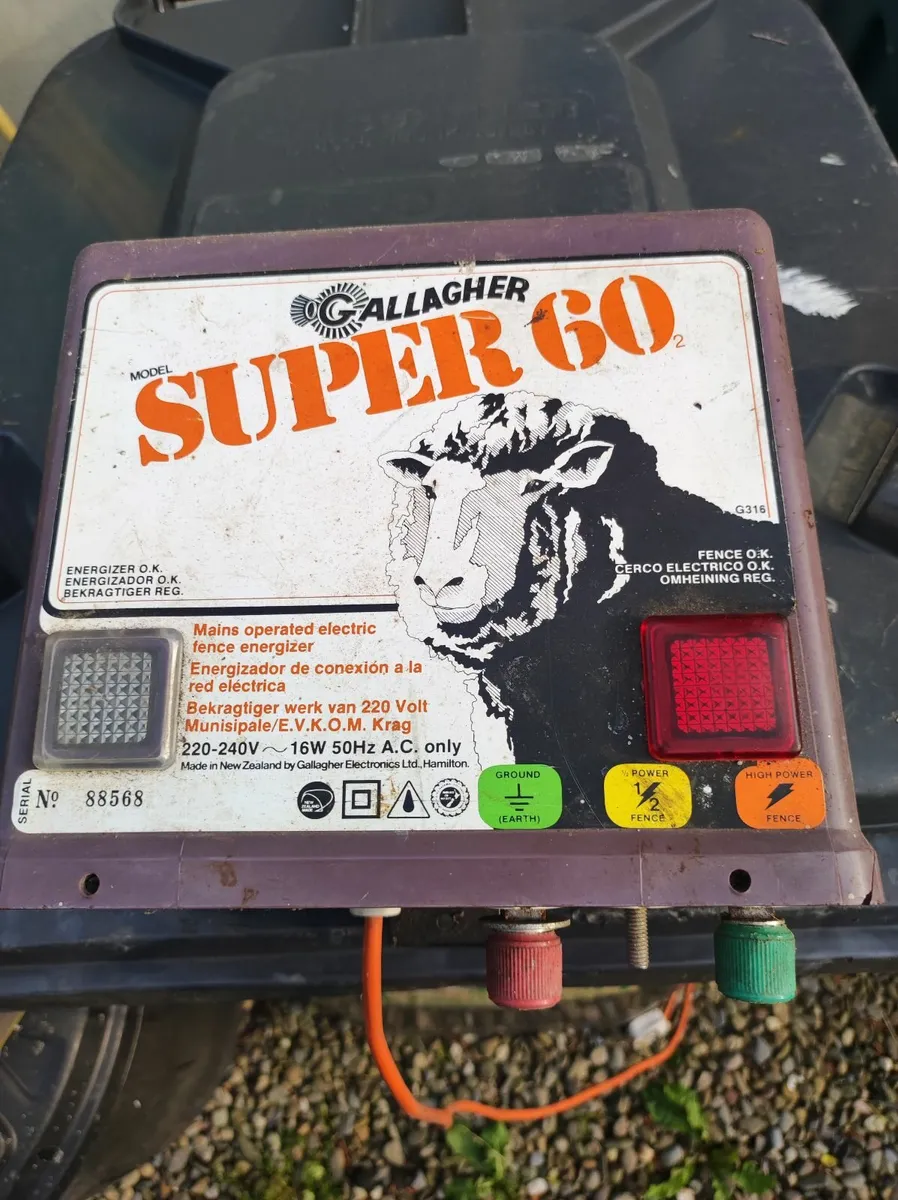 GALLAGHER
MODEL
SUPER 60
2
G316
ENERGIZER O.K.
ENERGIZADOR O.K.
BEKRAGTIGER REG.
FENCE O.K.
CERCO ELECTRICO O.K.
OMHEINING REG.
Mains operated electric
fence energizer
Energizador de conexión a la
red eléctrica
Bekragtiger werk van 220 Volt
Munisipale/E.V.K.O.M. Krag
220-240V ~ 16W 50Hz A.C. only
Made in New Zealand by Gallagher Electronics Ltd., Hamilton.
SERIAL
Nº 88568
GROUND
(EARTH)
POWER
1/2
FENCE
HIGH POWER
FENCE